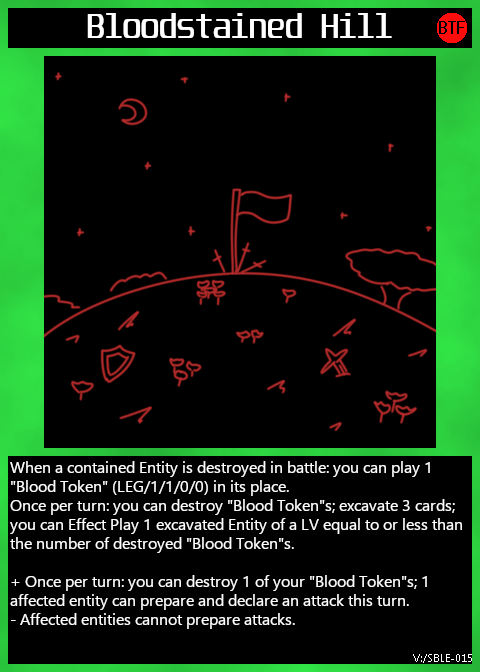 Bloodstained Hill
BTF
When a contained Entity is destroyed in battle: you can play 1
"Blood Token" (LEG/1/1/0/0) in its place.
Once per turn: you can destroy "Blood Token"s; excavate 3 cards;
you can Effect Play 1 excavated Entity of a LV equal to or less than
the number of destroyed "Blood Token"s.
+ Once per turn: you can destroy 1 of your "Blood Token"s; 1
affected entity can prepare and declare an attack this turn.
- Affected entities cannot prepare attacks.
V:/SBLE-015